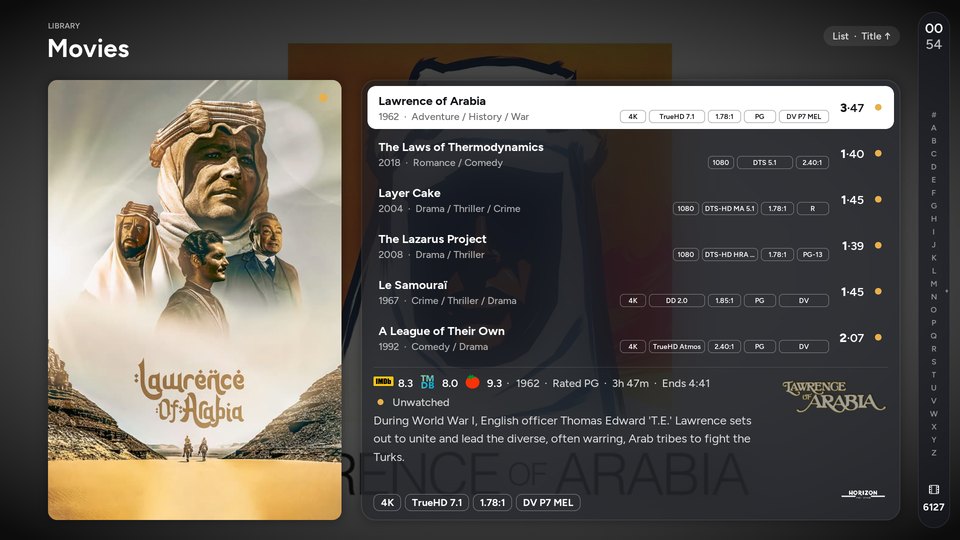 LIBRARY
Movies
List · Title ↑
00
54
Lawrence of Arabia
1962 · Adventure / History / War
4K TrueHD 7.1 1.78:1 PG DV P7 MEL
3·47
The Laws of Thermodynamics
2018 · Romance / Comedy
1080 DTS 5.1 2.40:1
1·40
Layer Cake
2004 · Drama / Thriller / Crime
1080 DTS-HD MA 5.1 1.78:1 R
1·45
The Lazarus Project
2008 · Drama / Thriller
1080 DTS-HD HRA ... 1.78:1 PG-13
1·39
Le Samouraï
1967 · Crime / Thriller / Drama
4K DD 2.0 1.85:1 PG DV
1·45
A League of Their Own
1992 · Comedy / Drama
4K TrueHD Atmos 2.40:1 PG DV
2·07
IMDb 8.3 TMDB 8.0 9.3 · 1962 · Rated PG · 3h 47m · Ends 4:41
Unwatched
During World War I, English officer Thomas Edward 'T.E.' Lawrence sets
out to unite and lead the diverse, often warring, Arab tribes to fight the
Turks.
4K TrueHD 7.1 1.78:1 DV P7 MEL
LAWRENCE
OF ARABIA
HORIZON
Lawrence
Of Arabia
RENCE OF ARABIA
#
A
B
C
D
E
F
G
H
I
J
K
L
M
N
O
P
Q
R
S
T
U
V
W
X
Y
Z
6127